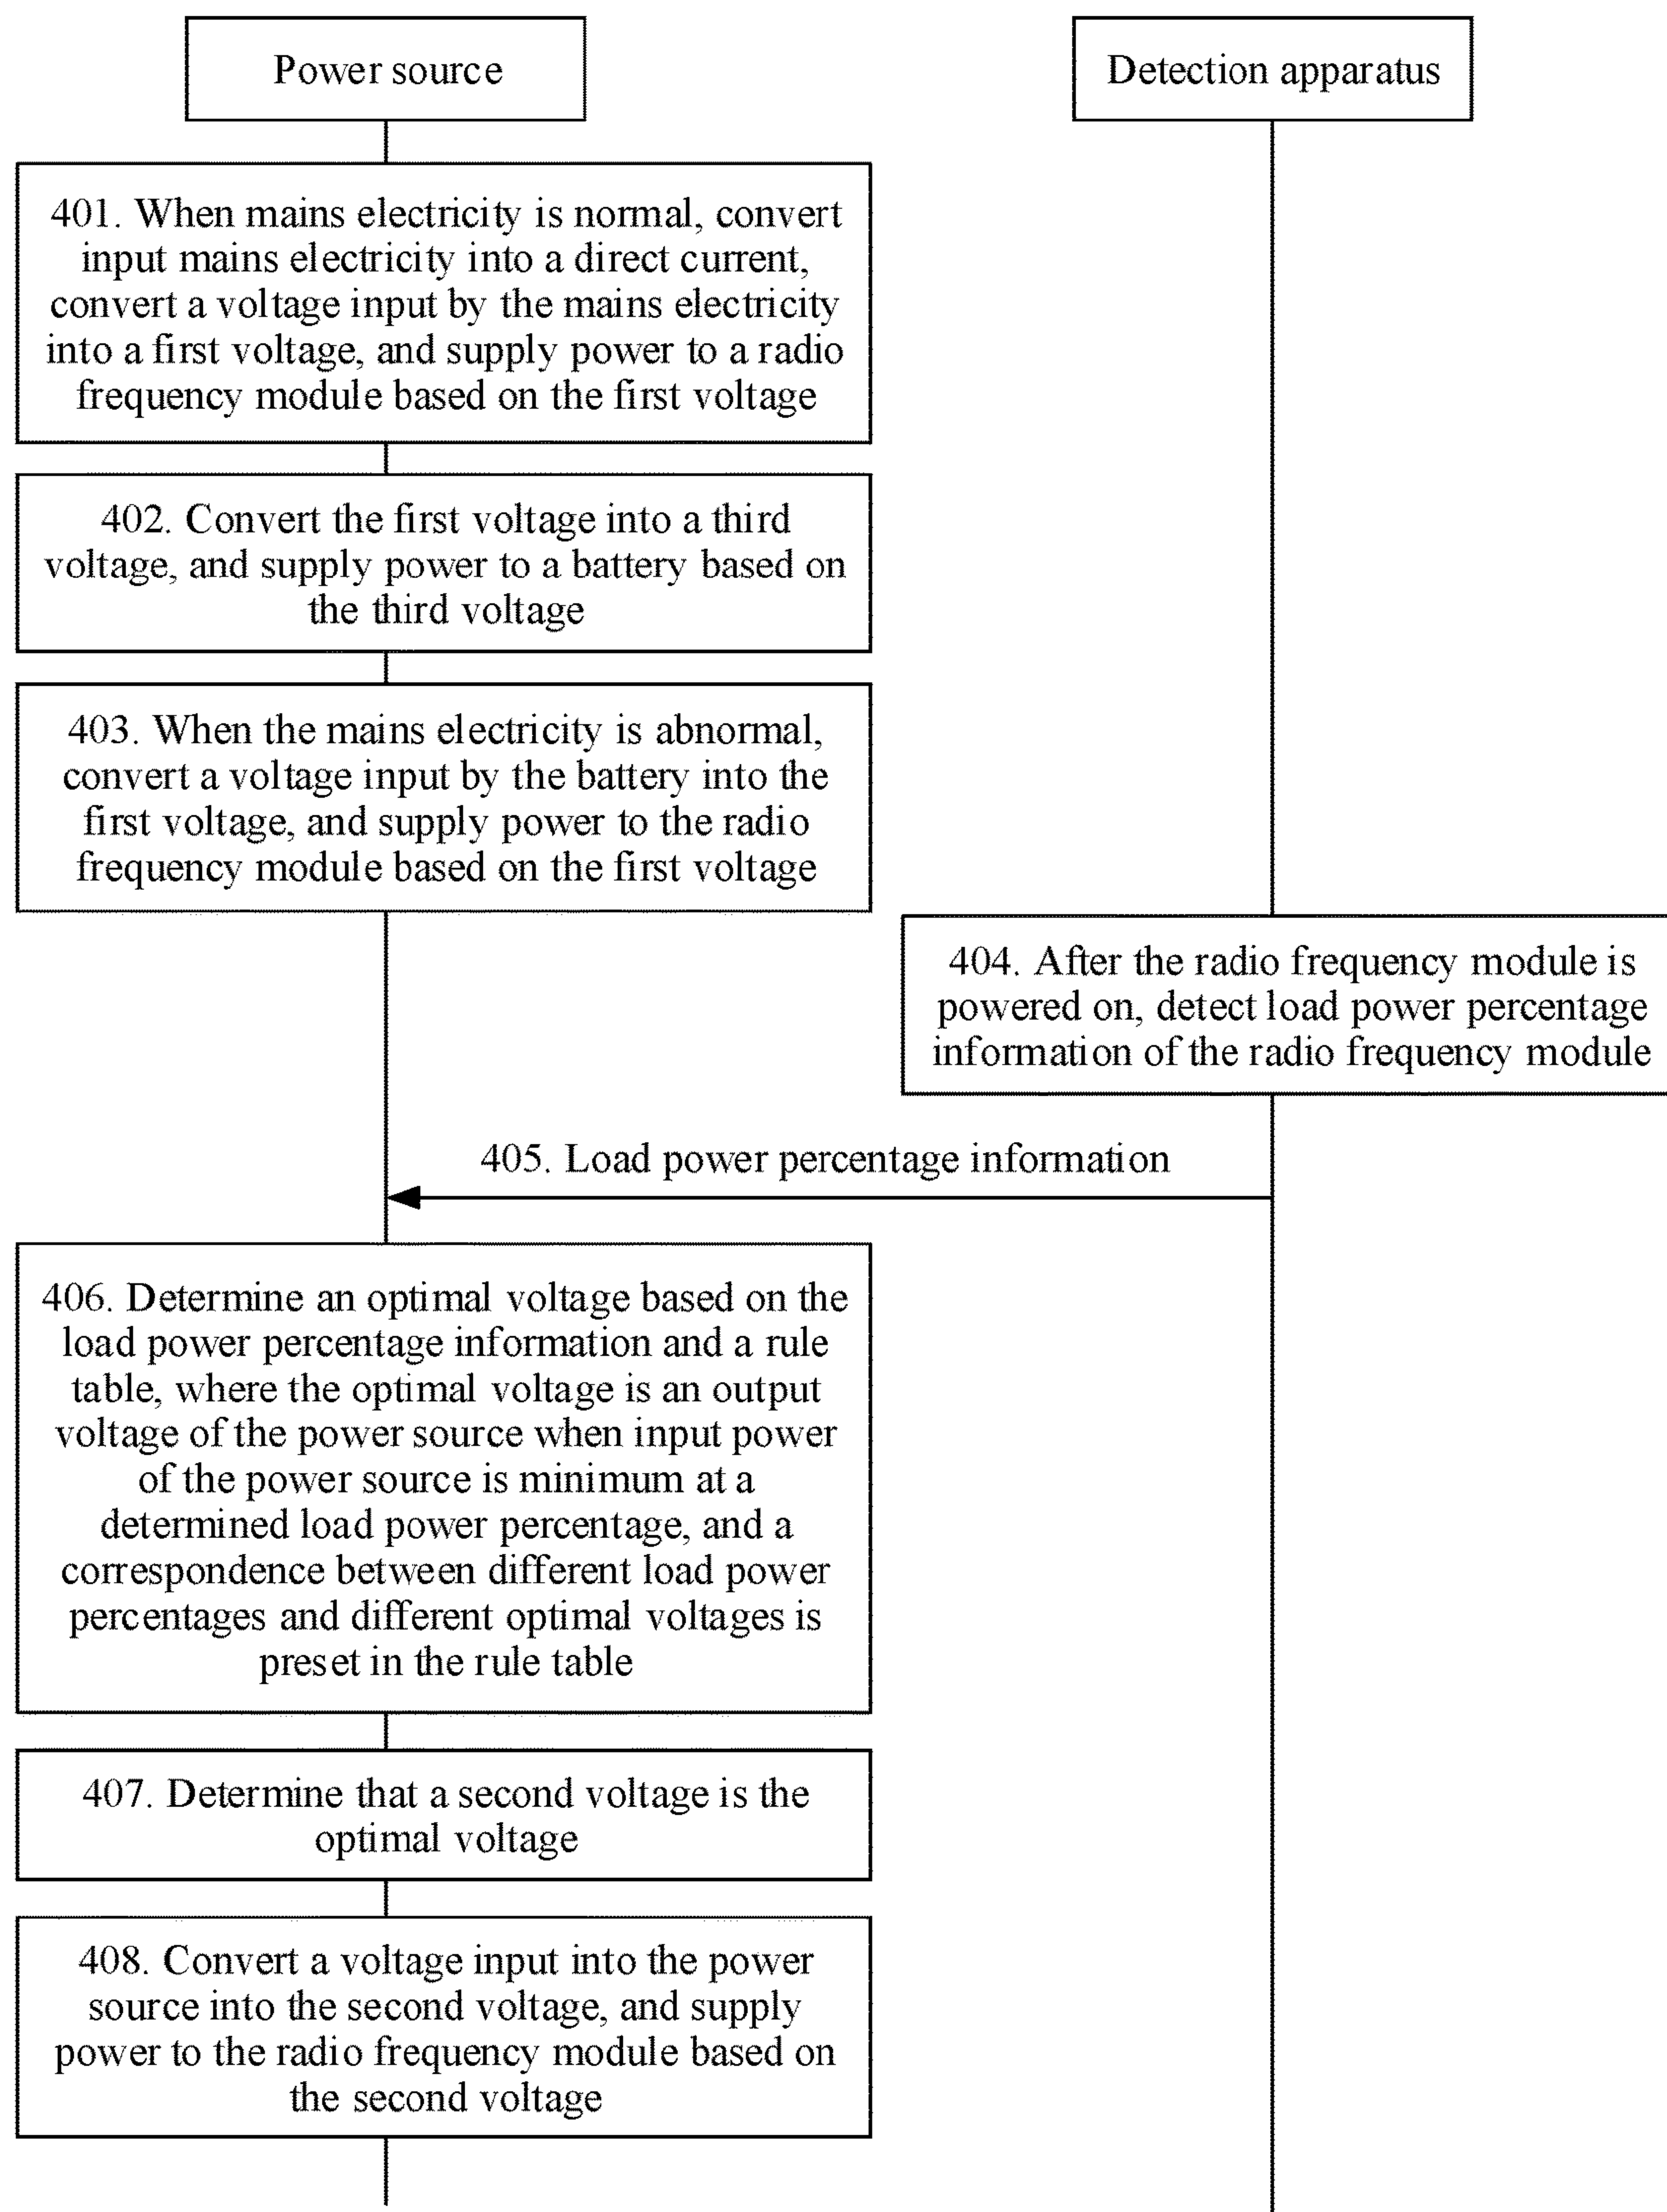 Power source
Detection apparatus
401. When mains electricity is normal, convert
input mains electricity into a direct current,
convert a voltage input by the mains electricity
into a first voltage, and supply power to a radio
frequency module based on the first voltage
402. Convert the first voltage into a third
voltage, and supply power to a battery based on
the third voltage
403. When the mains electricity is abnormal,
convert a voltage input by the battery into the
first voltage, and supply power to the radio
frequency module based on the first voltage
404. After the radio frequency module is
powered on, detect load power percentage
information of the radio frequency module
405. Load power percentage information
406. Determine an optimal voltage based on the
load power percentage information and a rule
table, where the optimal voltage is an output
voltage of the power source when input power
of the power source is minimum at a
determined load power percentage, and a
correspondence between different load power
percentages and different optimal voltages is
preset in the rule table
407. Determine that a second voltage is the
optimal voltage
408. Convert a voltage input into the power
source into the second voltage, and supply
power to the radio frequency module based on
the second voltage